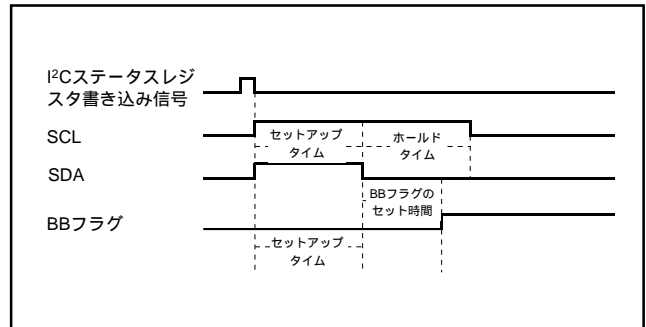 I²Cステータスレジ
スタ書き込み信号
SCL
セットアップ
タイム
ホールド
タイム
SDA
BBフラグの
セット時間
BBフラグ
セットアップ
タイム